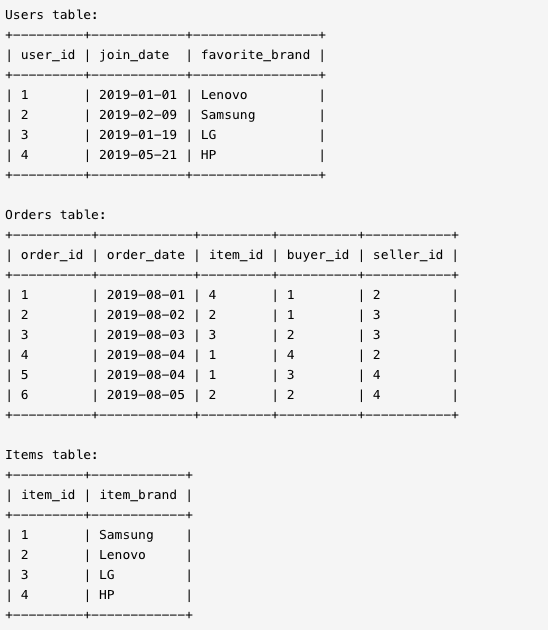 Users table:
+---------+------------+----------------+
| user_id | join_date  | favorite_brand |
+---------+------------+----------------+
| 1       | 2019-01-01 | Lenovo         |
| 2       | 2019-02-09 | Samsung        |
| 3       | 2019-01-19 | LG             |
| 4       | 2019-05-21 | HP             |
+---------+------------+----------------+
Orders table:
+----------+------------+---------+----------+-----------+
| order_id | order_date | item_id | buyer_id | seller_id |
+----------+------------+---------+----------+-----------+
| 1        | 2019-08-01 | 4       | 1        | 2         |
| 2        | 2019-08-02 | 2       | 1        | 3         |
| 3        | 2019-08-03 | 3       | 2        | 3         |
| 4        | 2019-08-04 | 1       | 4        | 2         |
| 5        | 2019-08-04 | 1       | 3        | 4         |
| 6        | 2019-08-05 | 2       | 2        | 4         |
+----------+------------+---------+----------+-----------+
Items table:
+---------+------------+
| item_id | item_brand |
+---------+------------+
| 1       | Samsung    |
| 2       | Lenovo     |
| 3       | LG         |
| 4       | HP         |
+---------+------------+